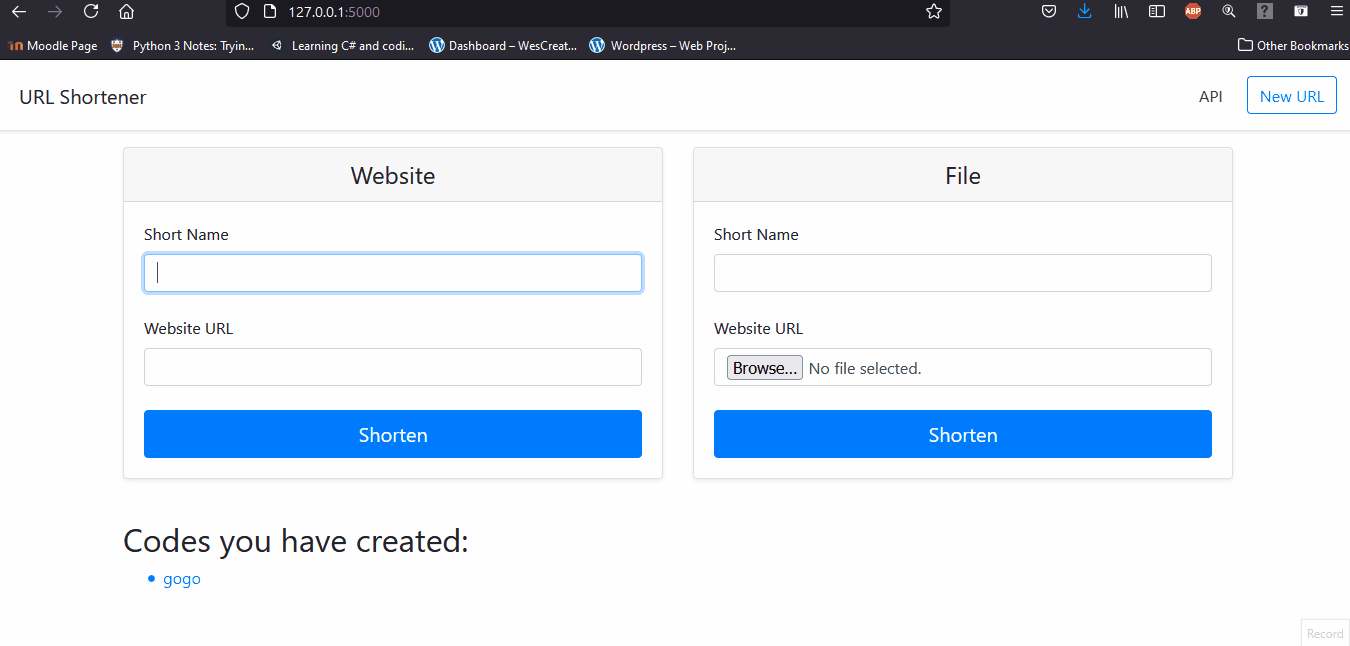 127.0.0.1:5000
ABP
Moodle Page
Python 3 Notes: Tryin...
Learning C# and codi...
Dashboard – WesCreat...
Wordpress – Web Proj...
Other Bookmarks
URL Shortener
API
New URL
Website
Short Name
Website URL
Shorten
File
Short Name
Website URL
Browse... No file selected.
Shorten
Codes you have created:
gogo
Record